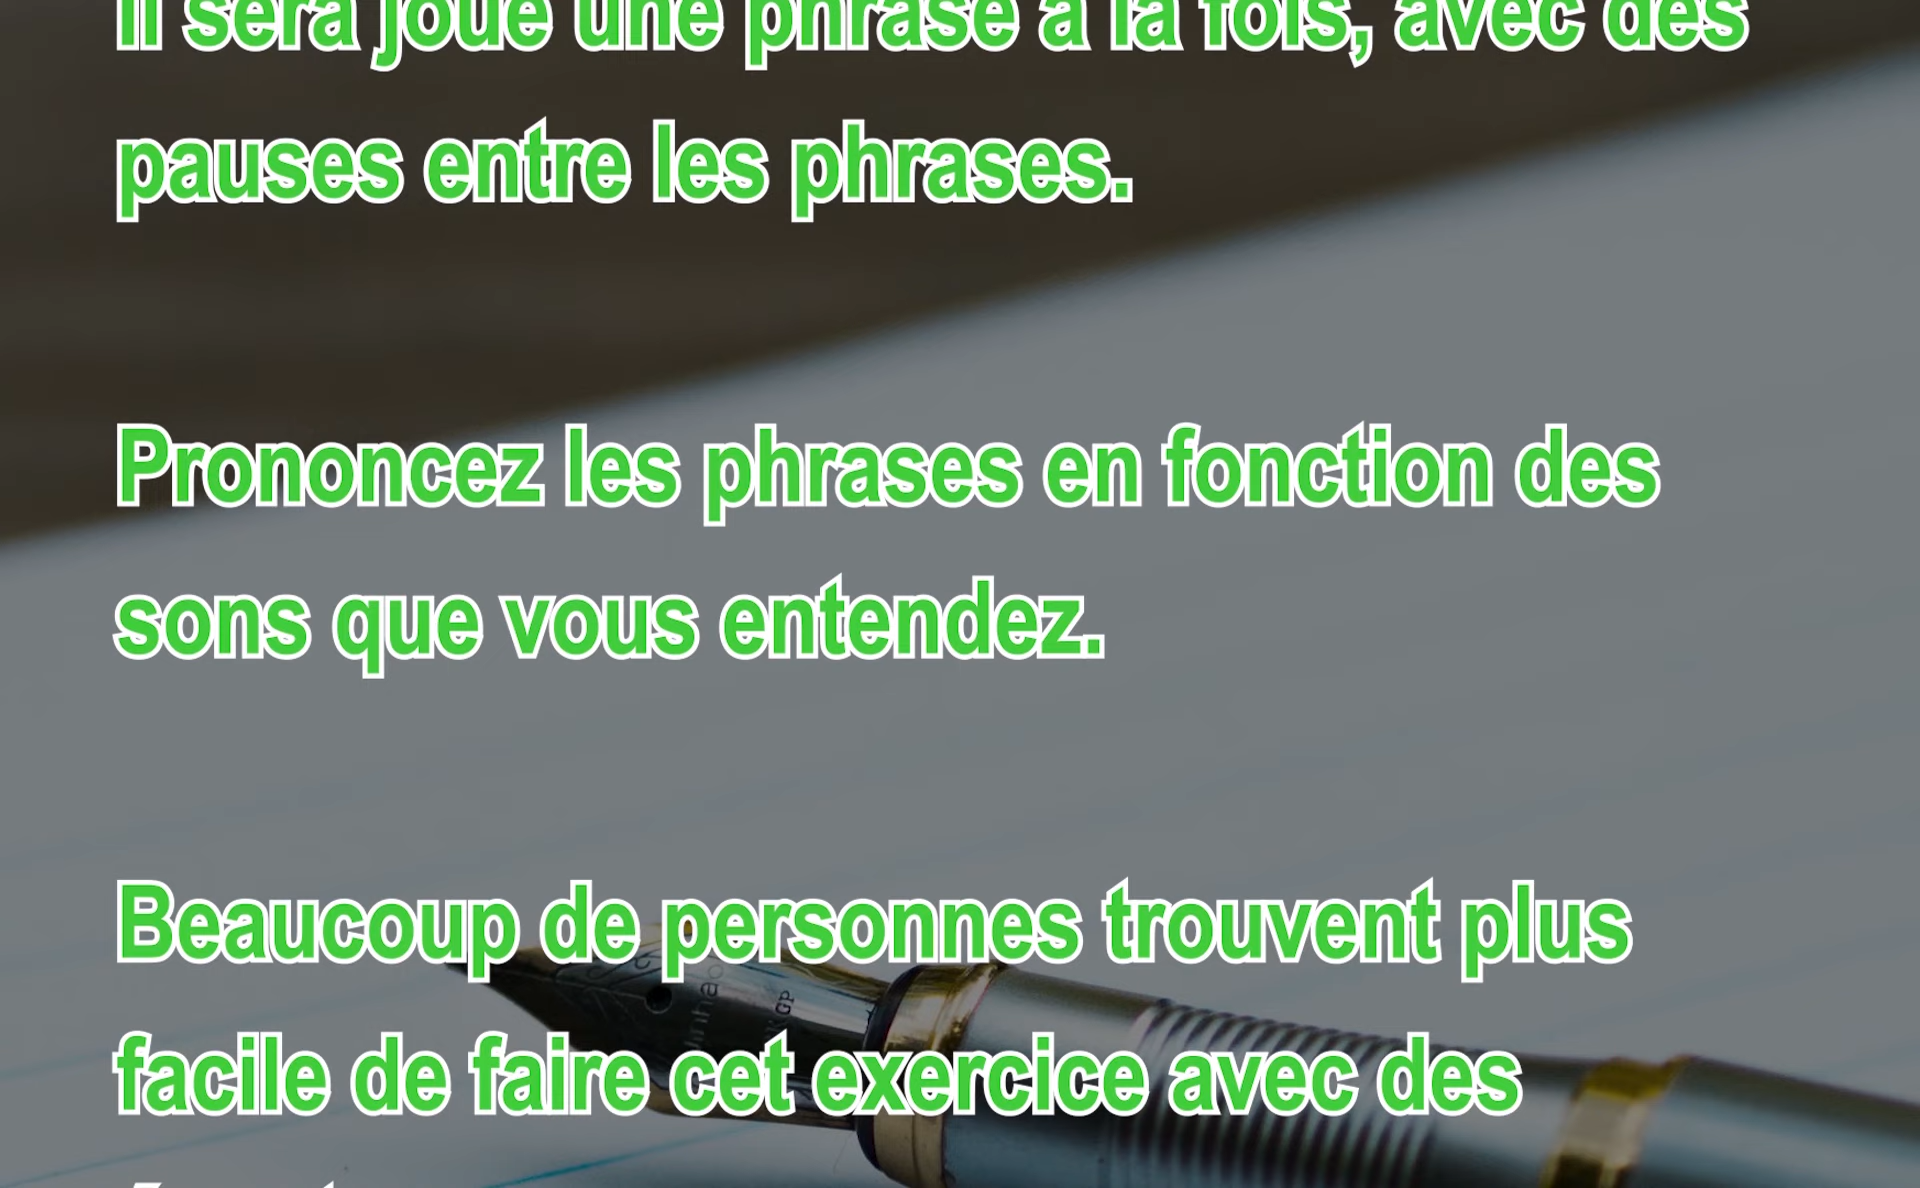 Il sera joué une phrase à la fois, avec des
pauses entre les phrases.
Prononcez les phrases en fonction des
sons que vous entendez.
Beaucoup de personnes trouvent plus
facile de faire cet exercice avec des